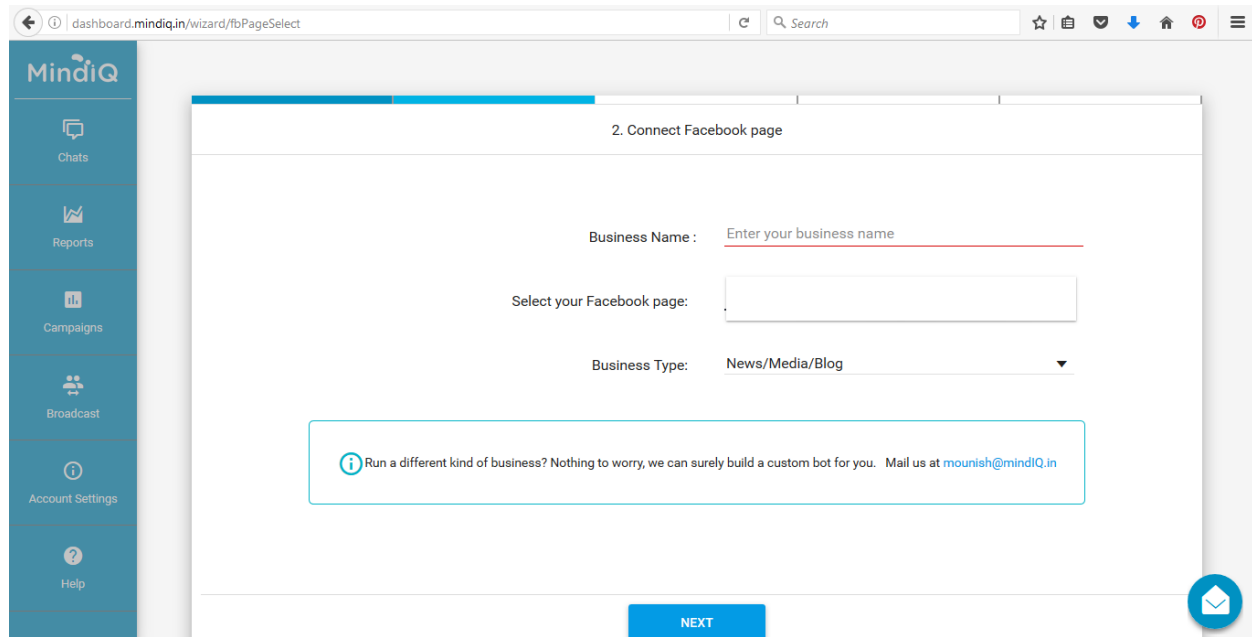 dashboard.mindiq.in/wizard/fbPageSelect
Search
MindiQ
Chats
Reports
Campaigns
Broadcast
Account Settings
Help
2. Connect Facebook page
Business Name : Enter your business name
Select your Facebook page:
Business Type: News/Media/Blog
Run a different kind of business? Nothing to worry, we can surely build a custom bot for you. Mail us at mounish@mindIQ.in
NEXT